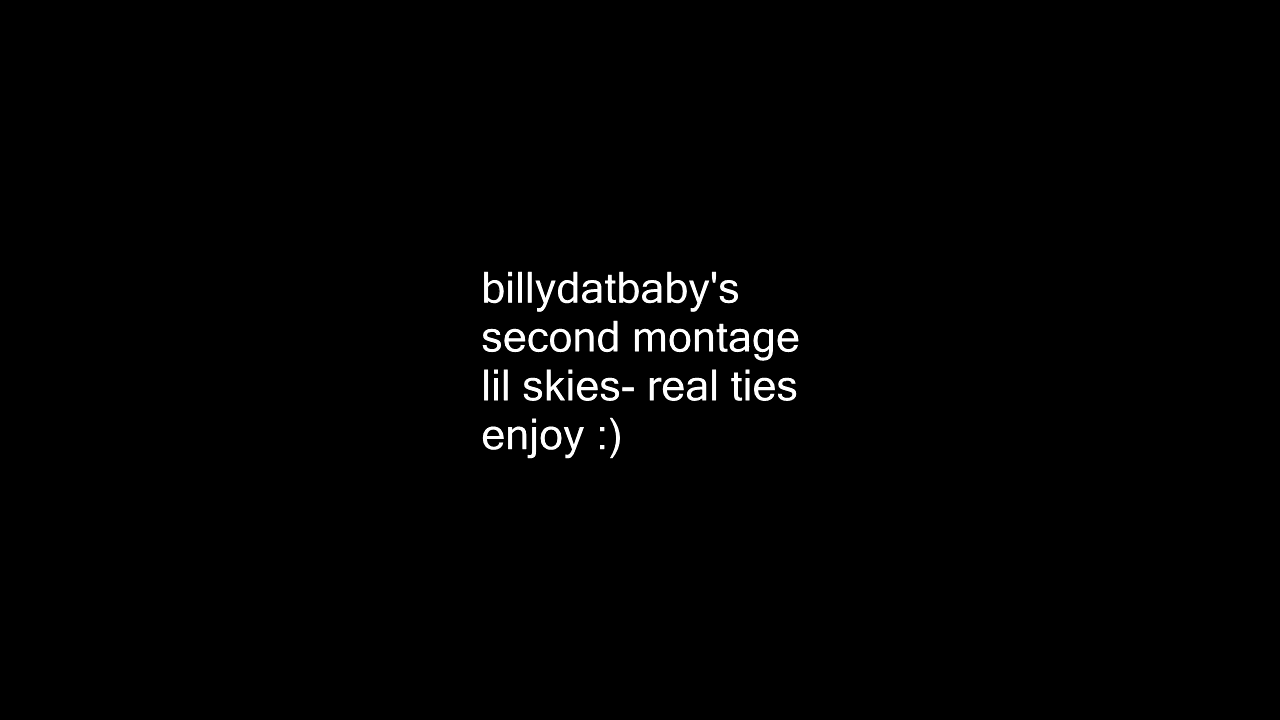 billydatbaby's
second montage
lil skies- real ties
enjoy :)